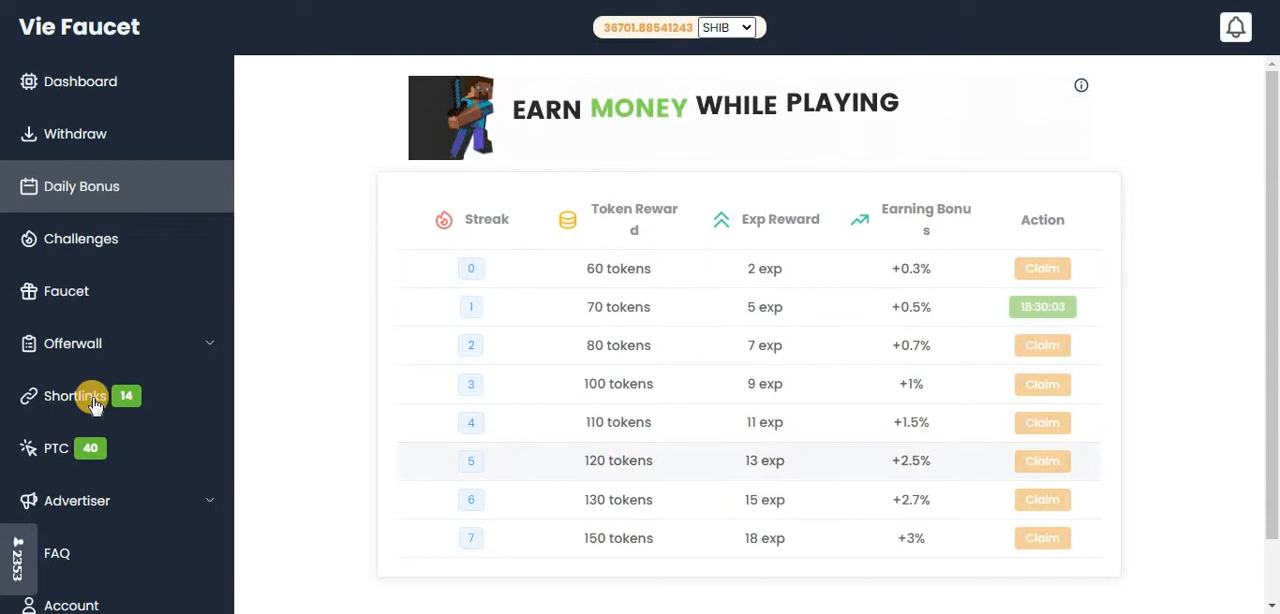 Vie Faucet
36701.88541243 SHIB
Dashboard
Withdraw
Daily Bonus
Challenges
Faucet
Offerwall
Shortlinks 14
PTC 40
Advertiser
FAQ
Account
2353
EARN MONEY WHILE PLAYING
Streak Token Rewar
d Exp Reward Earning Bonu
s Action
0 60 tokens 2 exp +0.3% Claim
1 70 tokens 5 exp +0.5% 18:30:03
2 80 tokens 7 exp +0.7% Claim
3 100 tokens 9 exp +1% Claim
4 110 tokens 11 exp +1.5% Claim
5 120 tokens 13 exp +2.5% Claim
6 130 tokens 15 exp +2.7% Claim
7 150 tokens 18 exp +3% Claim